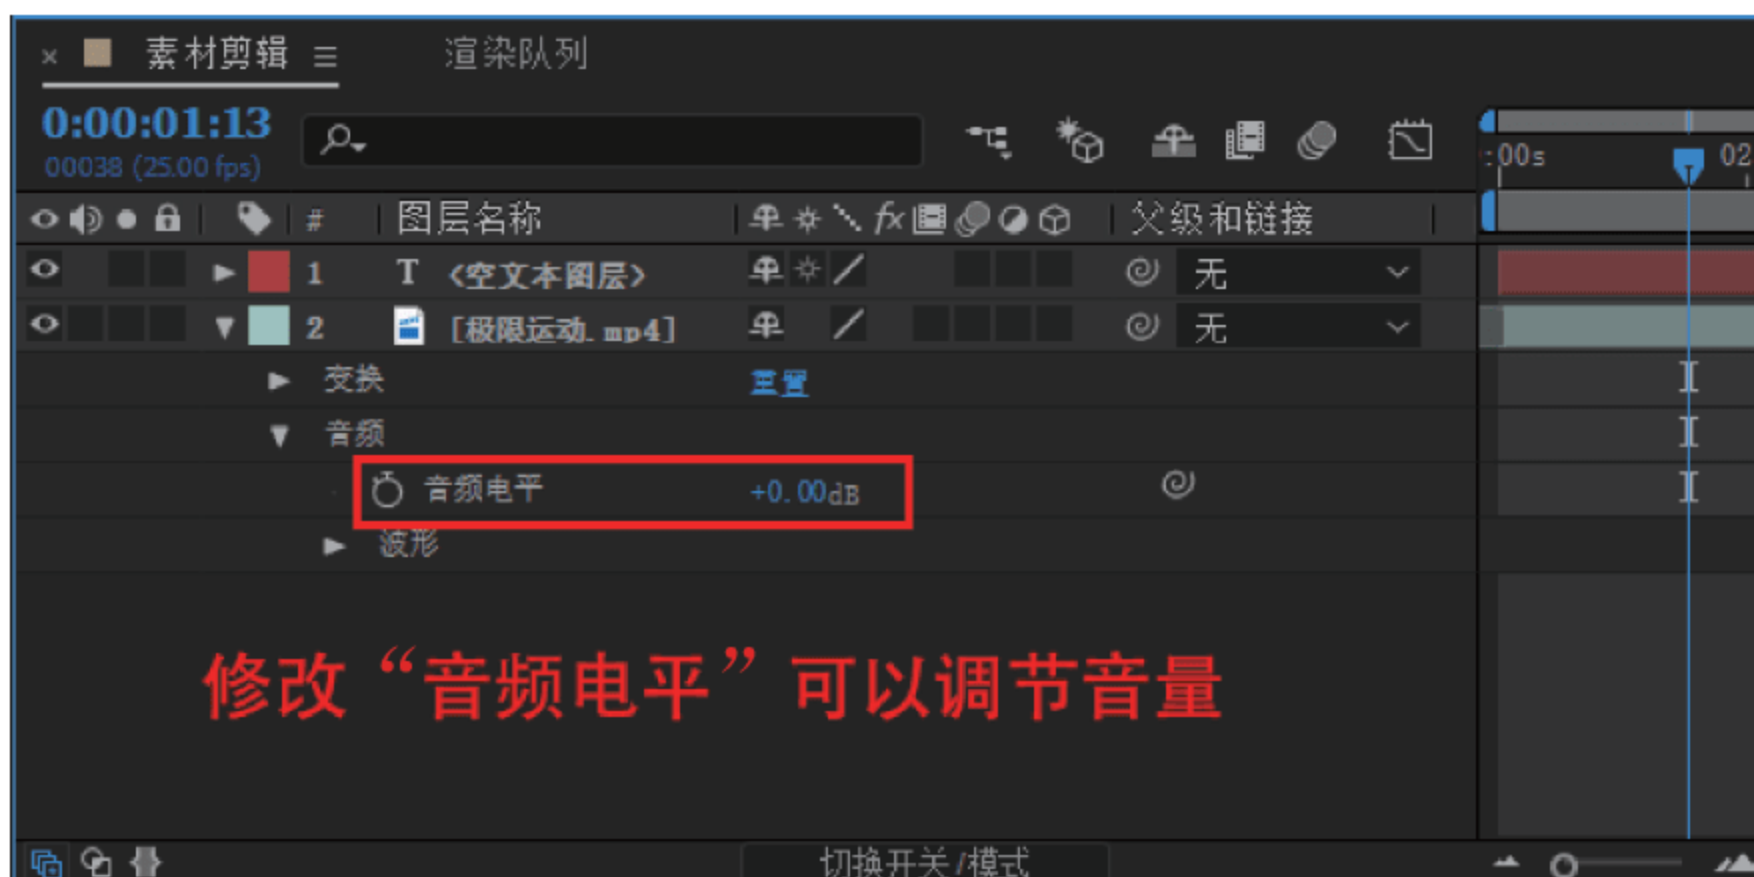 素材剪辑 渲染队列
0:00:01:13
00038 (25.00 fps)
:00s 02
# 图层名称 fx 父级和链接
1 T <空文本图层> 无
2 [极限运动.mp4] 无
变换 重置
音频
音频电平 +0.00dB
波形
修改“音频电平”可以调节音量
切换开关/模式